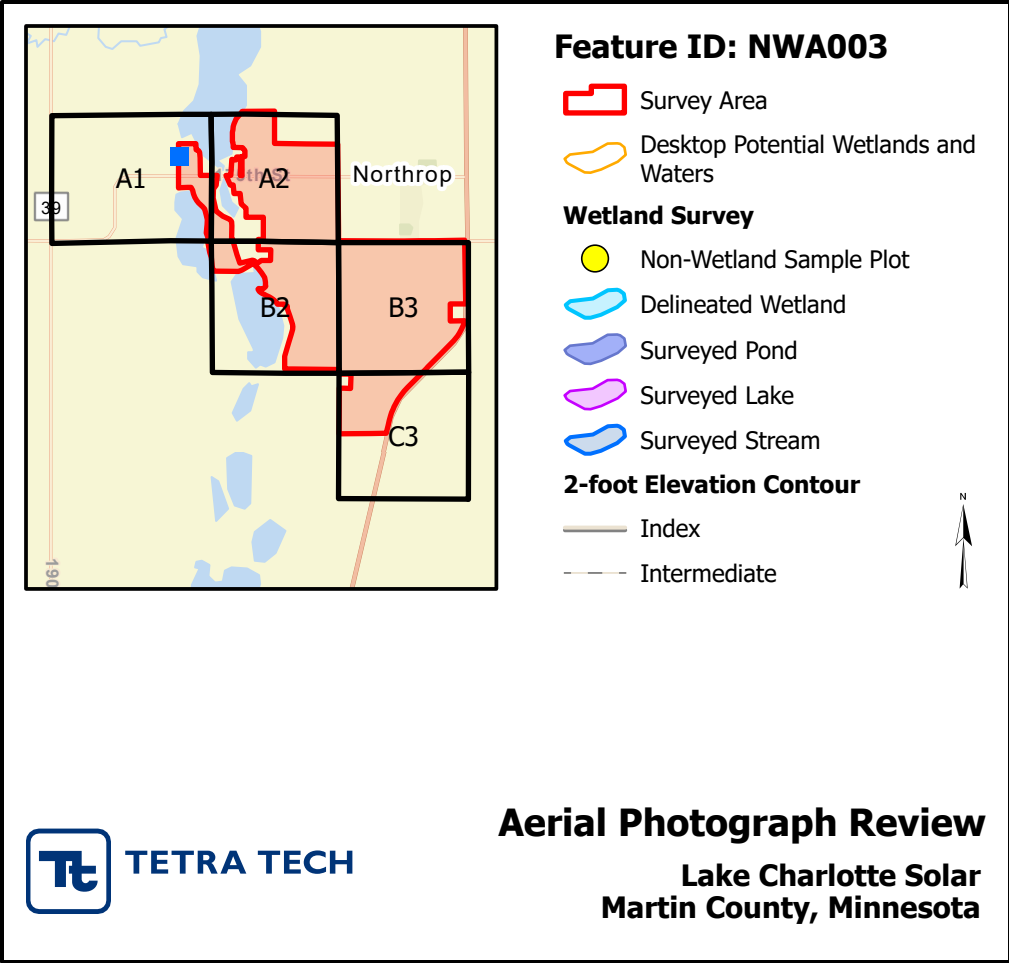 Feature ID: NWA003
Survey Area
Desktop Potential Wetlands and
Waters
Wetland Survey
Non-Wetland Sample Plot
Delineated Wetland
Surveyed Pond
Surveyed Lake
Surveyed Stream
2-foot Elevation Contour
Index
Intermediate
N
A1
A2
Northrop
39
B2
B3
C3
190
Tt
TETRA TECH
Aerial Photograph Review
Lake Charlotte Solar
Martin County, Minnesota